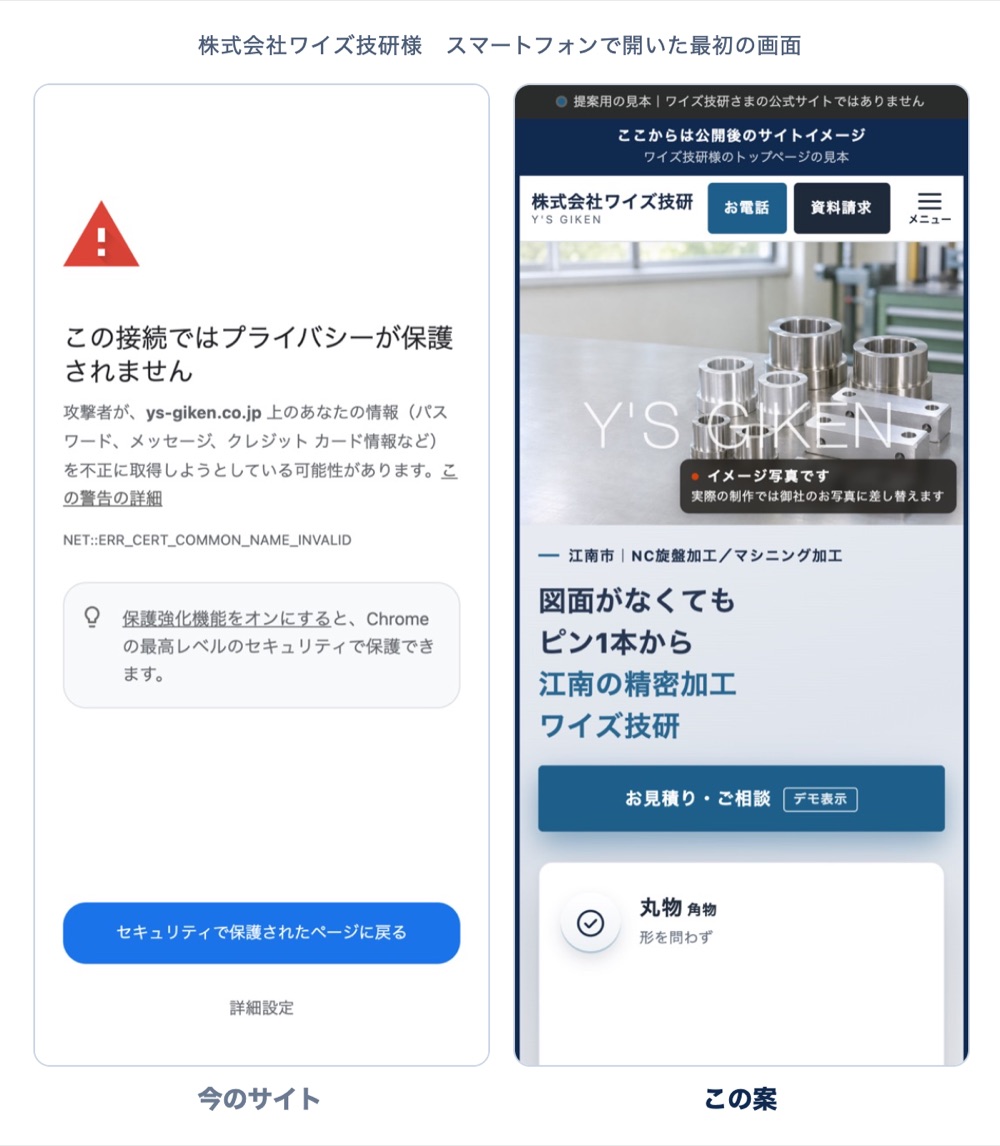 株式会社ワイズ技研様　スマートフォンで開いた最初の画面
この接続ではプライバシーが保護
されません
攻撃者が、ys-giken.co.jp 上のあなたの情報（パス
ワード、メッセージ、クレジット カード情報など）
を不正に取得しようとしている可能性があります。こ
の警告の詳細
NET::ERR_CERT_COMMON_NAME_INVALID
保護強化機能をオンにすると、Chrome
の最高レベルのセキュリティで保護でき
ます。
セキュリティで保護されたページに戻る
詳細設定
今のサイト
提案用の見本｜ワイズ技研さまの公式サイトではありません
ここからは公開後のサイトイメージ
ワイズ技研様のトップページの見本
株式会社ワイズ技研
Y'S GIKEN
お電話
資料請求
メニュー
Y'S GIKEN
イメージ写真です
実際の制作では御社のお写真に差し替えます
江南市｜NC旋盤加工／マシニング加工
図面がなくても
ピン1本から
江南の精密加工
ワイズ技研
お見積り・ご相談 デモ表示
丸物 角物
形を問わず
この案